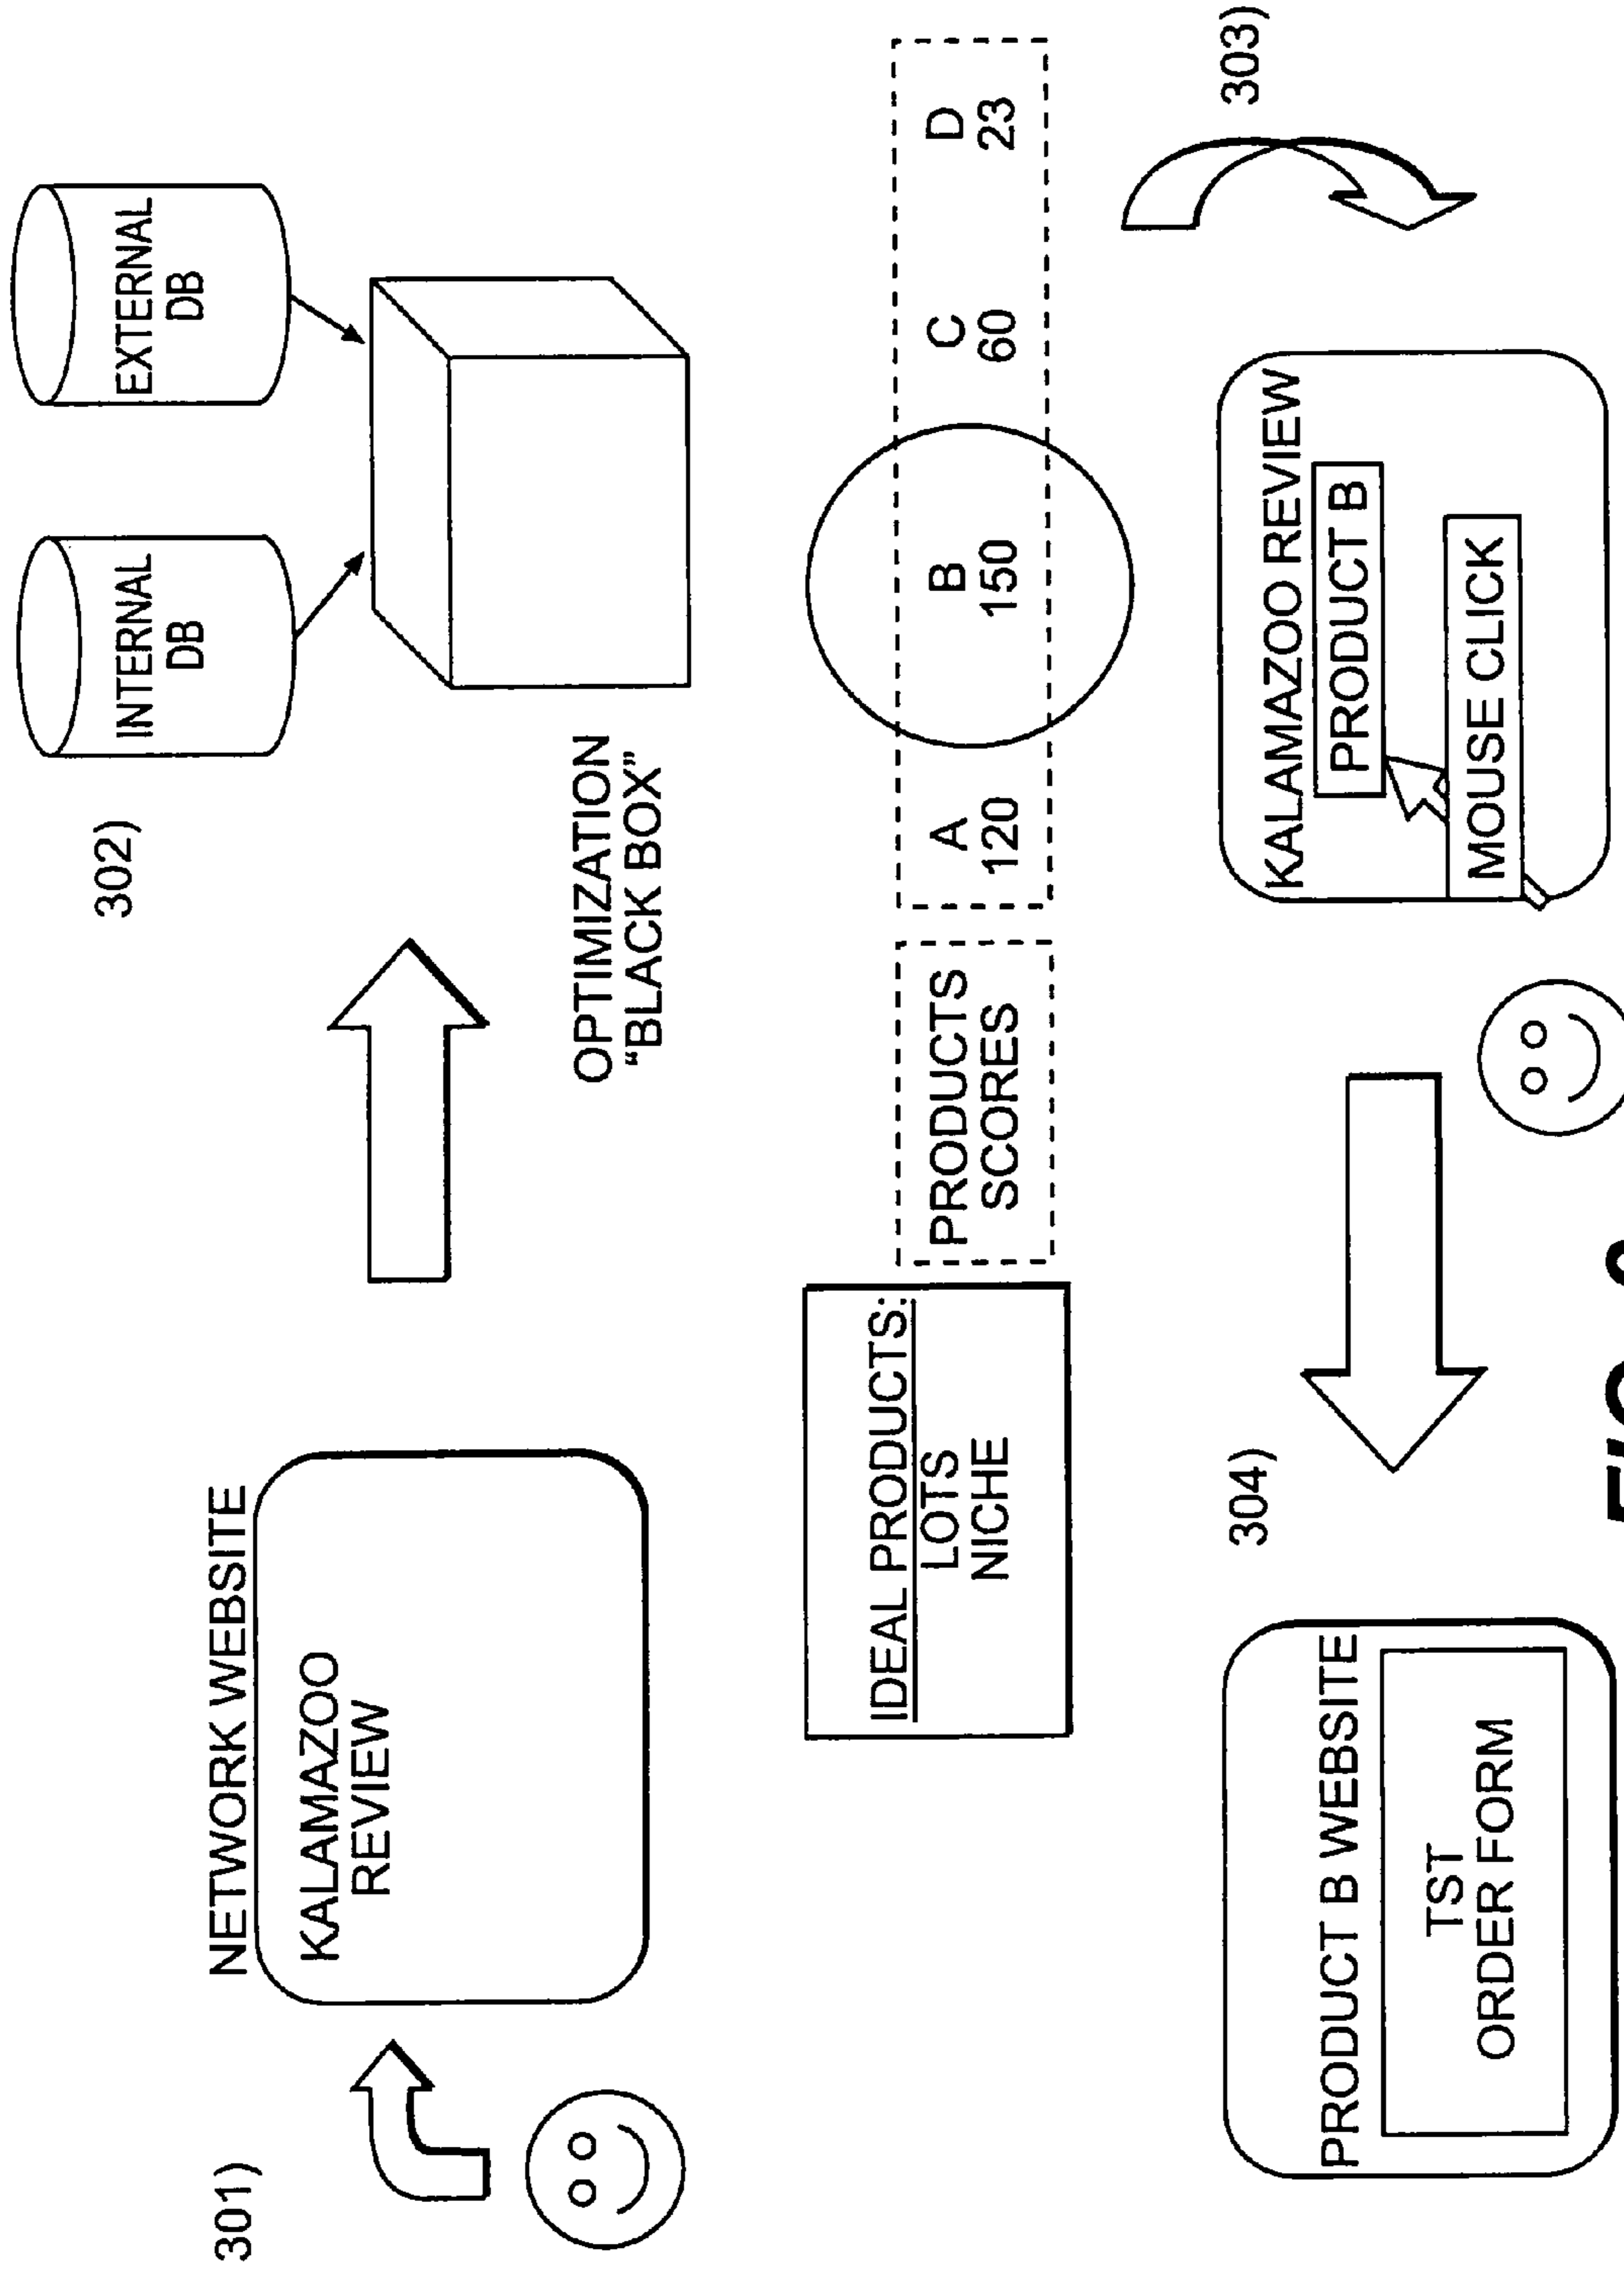 301)
NETWORK WEBSITE
KALAMAZOO
REVIEW
302)
INTERNAL
DB
EXTERNAL
DB
OPTIMIZATION
“BLACK BOX”
IDEAL PRODUCTS:
LOTS
NICHE
PRODUCTS
SCORES
A
120
B
150
C
60
D
23
303)
KALAMAZOO REVIEW
PRODUCT B
MOUSE CLICK
304)
PRODUCT B WEBSITE
TST
ORDER FORM